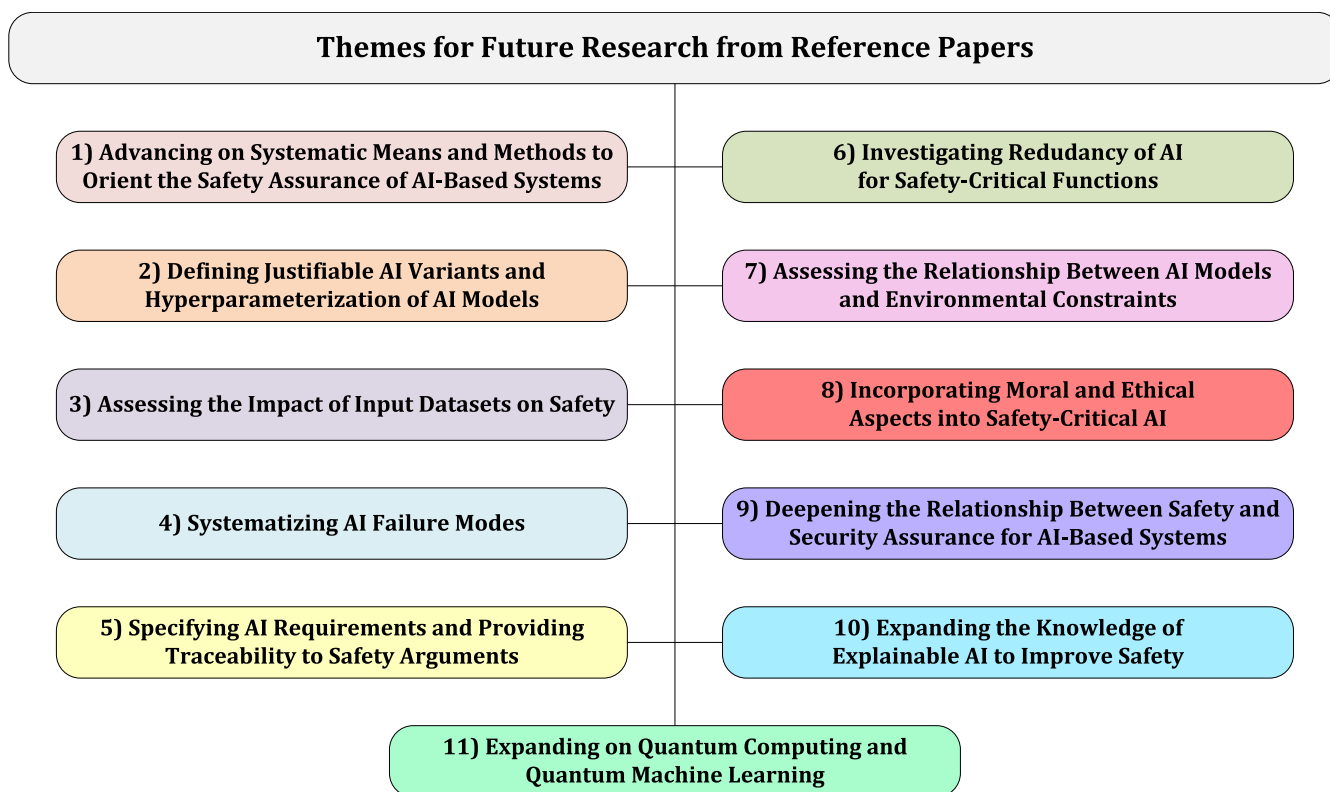 Themes for Future Research from Reference Papers
1) Advancing on Systematic Means and Methods to
Orient the Safety Assurance of AI-Based Systems
2) Defining Justifiable AI Variants and
Hyperparameterization of AI Models
3) Assessing the Impact of Input Datasets on Safety
4) Systematizing AI Failure Modes
5) Specifying AI Requirements and Providing
Traceability to Safety Arguments
6) Investigating Redudancy of AI
for Safety-Critical Functions
7) Assessing the Relationship Between AI Models
and Environmental Constraints
8) Incorporating Moral and Ethical
Aspects into Safety-Critical AI
9) Deepening the Relationship Between Safety and
Security Assurance for AI-Based Systems
10) Expanding the Knowledge of
Explainable AI to Improve Safety
11) Expanding on Quantum Computing and
Quantum Machine Learning